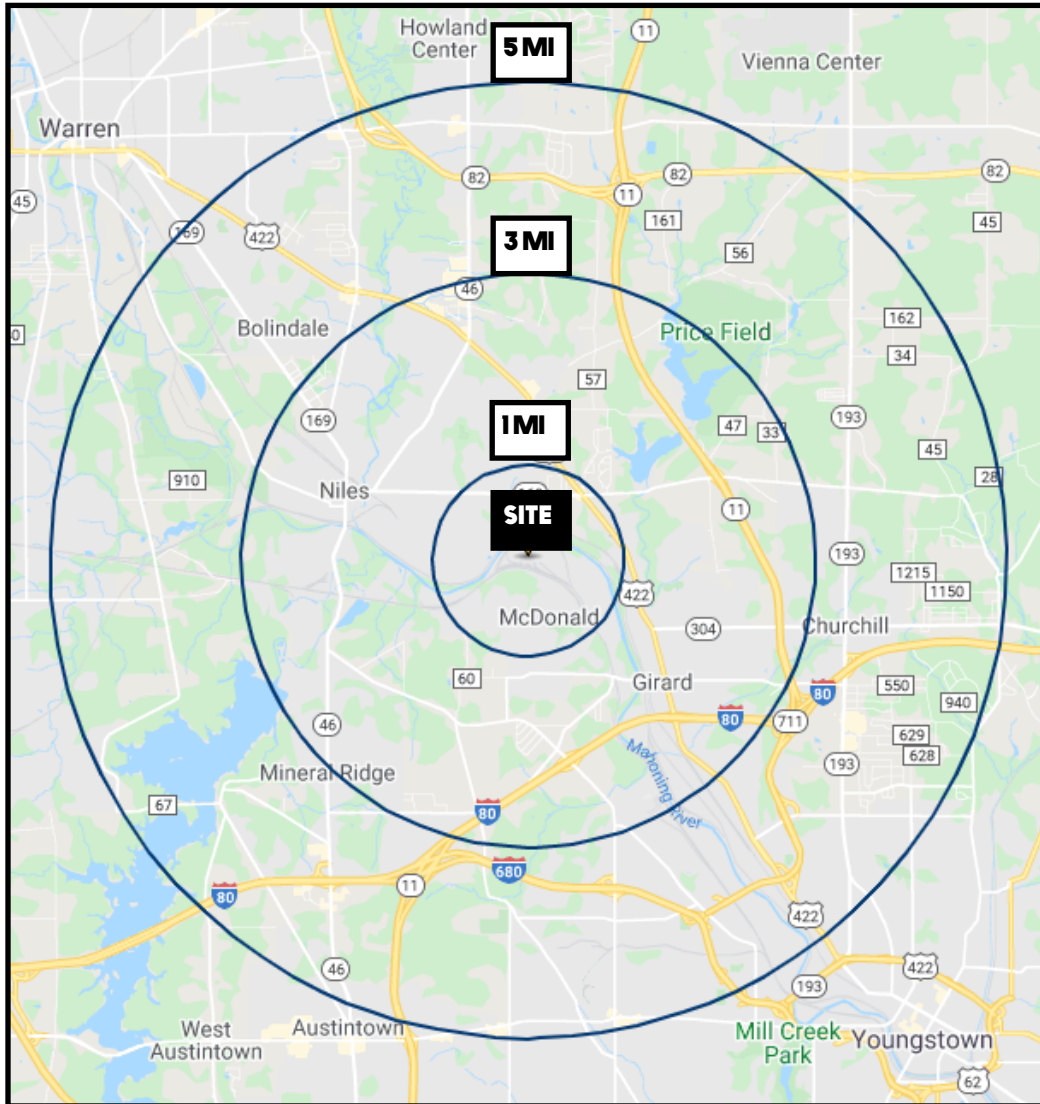 Howland
Center
11
5 MI
Vienna Center
Warren
82
82
82
11
45
161
45
169
422
56
3 MI
46
162
Bolindale
Price Field
34
57
1 MI
193
169
47
33
45
28
910
Niles
SITE
11
193
1215
1150
422
McDonald
304
Churchill
60
Girard
550
80
940
80
711
46
629
628
193
Mineral Ridge
Mahoning River
67
80
680
11
80
422
422
46
193
West
Austintown
Austintown
Mill Creek
Park
Youngstown
62